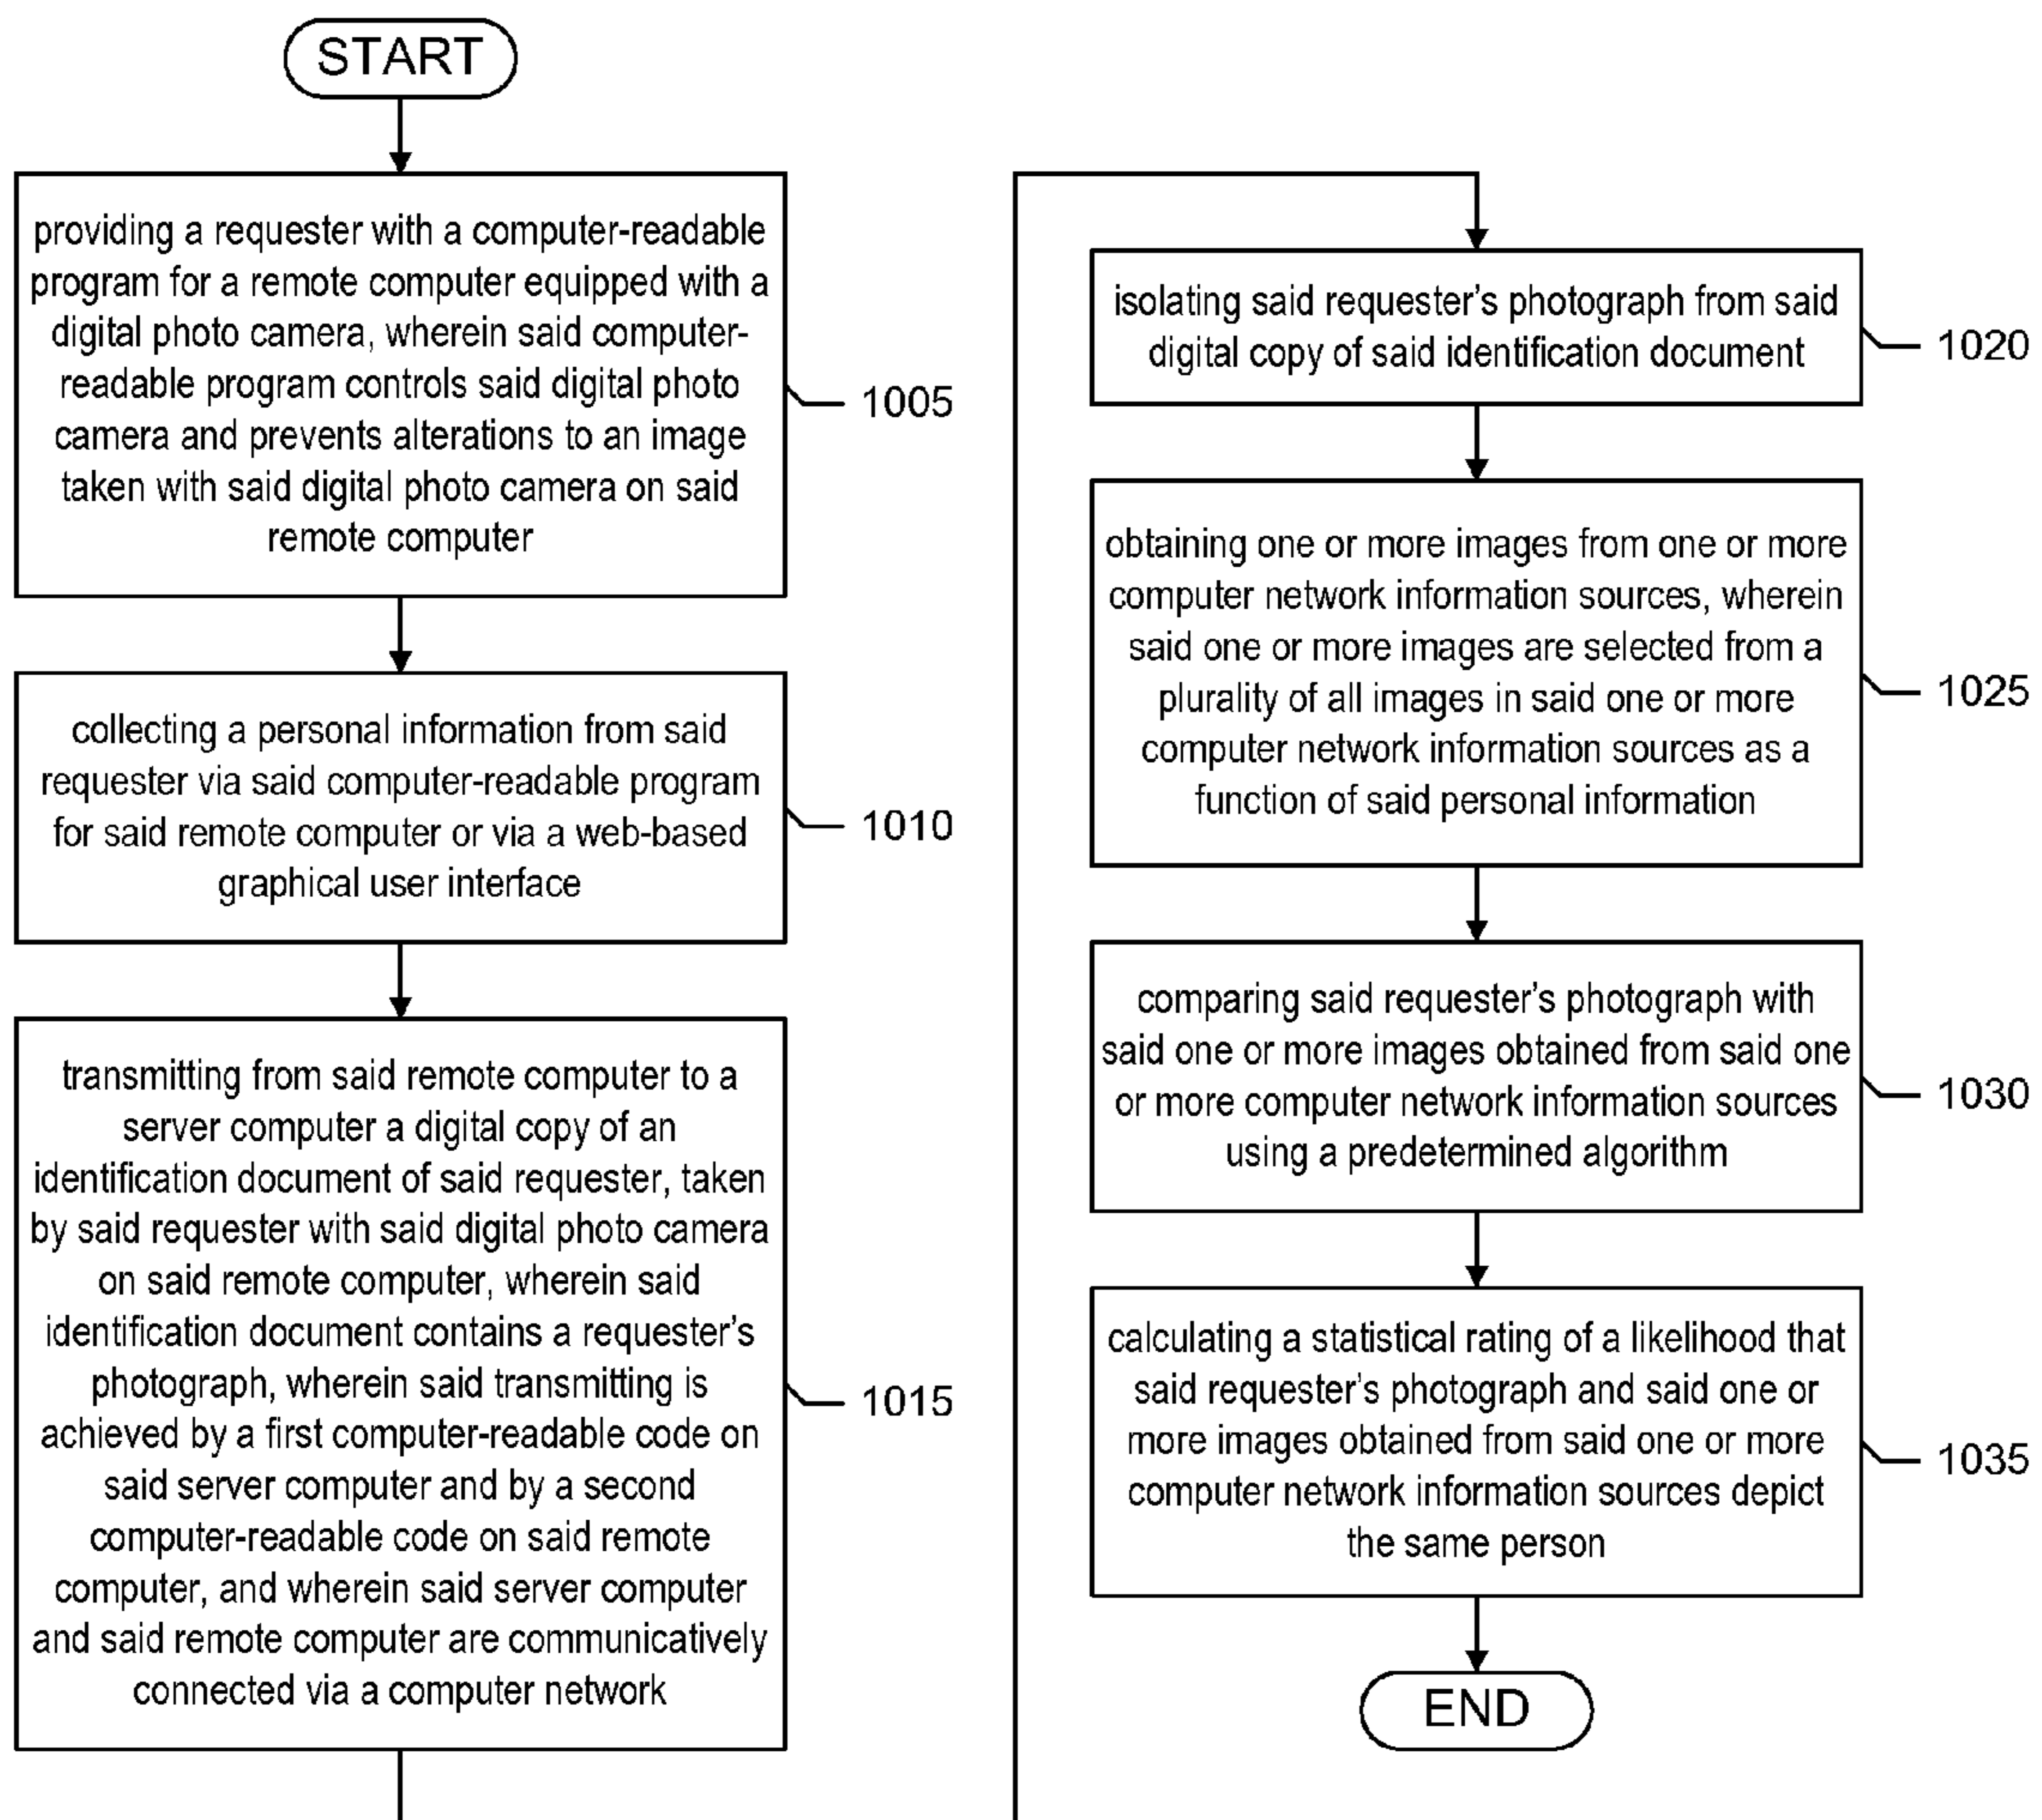 START
providing a requester with a computer-readable
program for a remote computer equipped with a
digital photo camera, wherein said computer-
readable program controls said digital photo
camera and prevents alterations to an image
taken with said digital photo camera on said
remote computer
1005
collecting a personal information from said
requester via said computer-readable program
for said remote computer or via a web-based
graphical user interface
1010
transmitting from said remote computer to a
server computer a digital copy of an
identification document of said requester, taken
by said requester with said digital photo camera
on said remote computer, wherein said
identification document contains a requester's
photograph, wherein said transmitting is
achieved by a first computer-readable code on
said server computer and by a second
computer-readable code on said remote
computer, and wherein said server computer
and said remote computer are communicatively
connected via a computer network
1015
isolating said requester's photograph from said
digital copy of said identification document
1020
obtaining one or more images from one or more
computer network information sources, wherein
said one or more images are selected from a
plurality of all images in said one or more
computer network information sources as a
function of said personal information
1025
comparing said requester's photograph with
said one or more images obtained from said one
or more computer network information sources
using a predetermined algorithm
1030
calculating a statistical rating of a likelihood that
said requester's photograph and said one or
more images obtained from said one or more
computer network information sources depict
the same person
1035
END